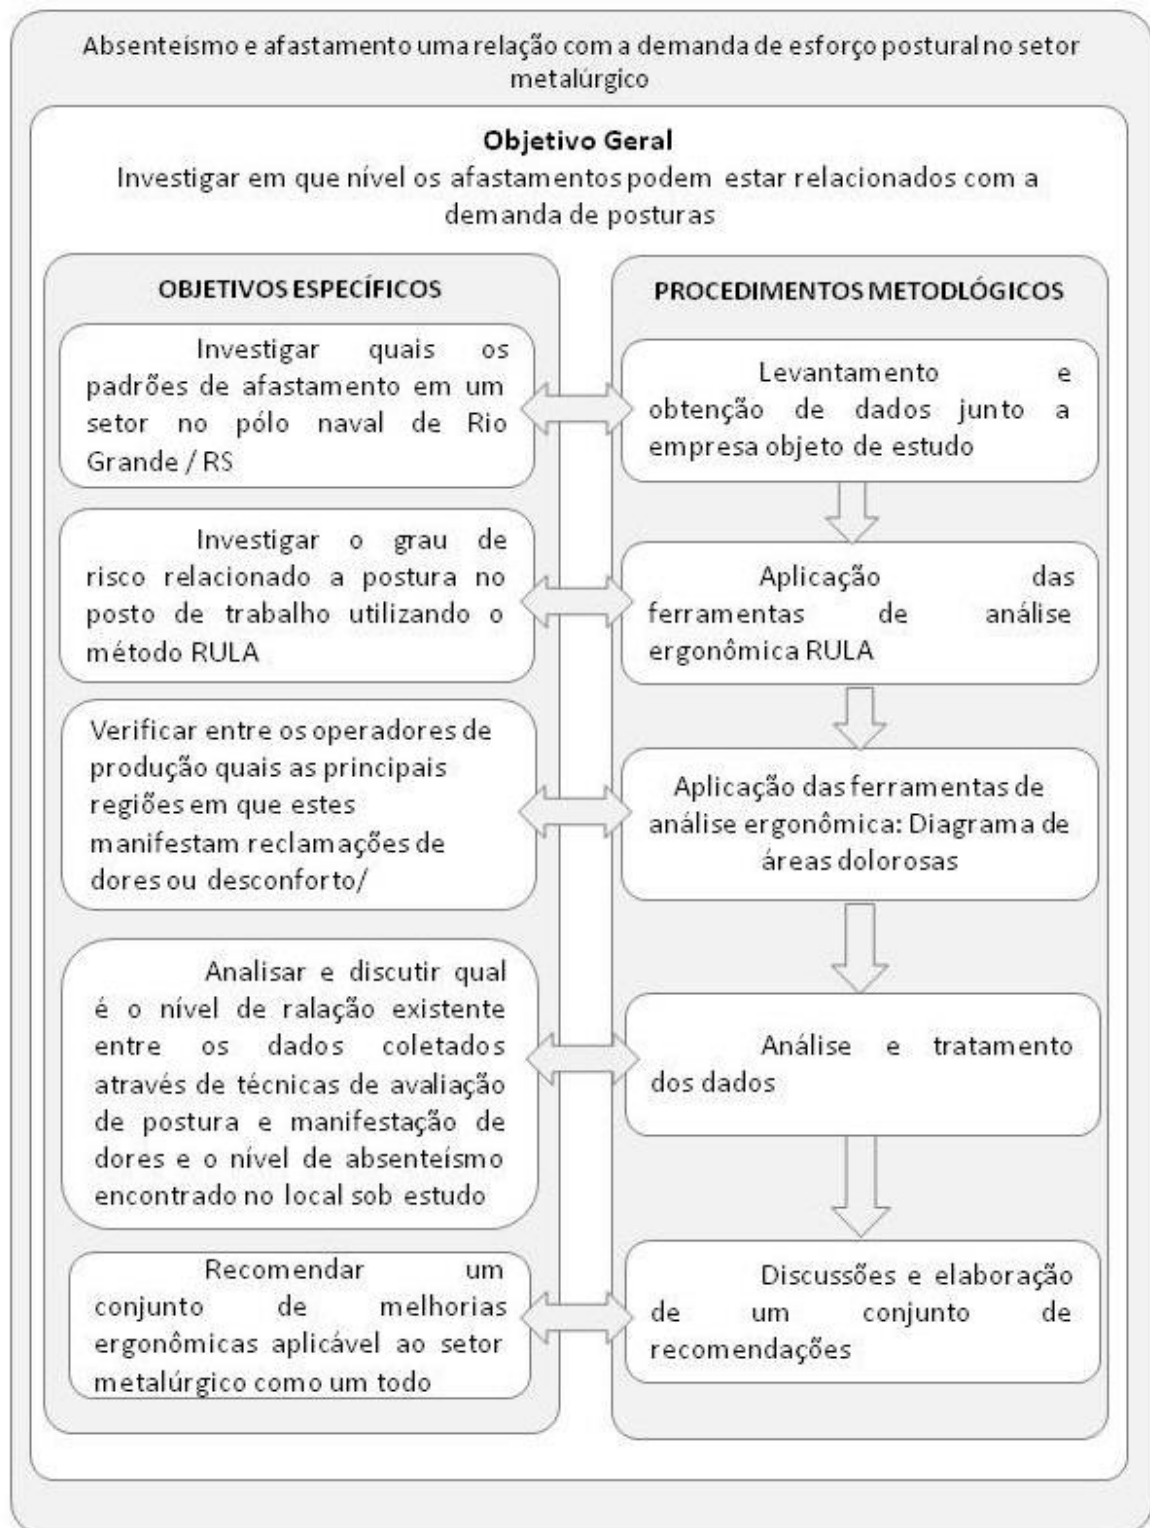 Absenteísmo e afastamento uma relação com a demanda de esforço postural no setor
metalúrgico
Objetivo Geral
Investigar em que nível os afastamentos podem estar relacionados com a
demanda de posturas
OBJETIVOS ESPECÍFICOS
Investigar quais os
padrões de afastamento em um
setor no pólo naval de Rio
Grande / RS
Investigar o grau de
risco relacionado a postura no
posto de trabalho utilizando o
método RULA
Verificar entre os operadores de
produção quais as principais
regiões em que estes
manifestam reclamações de
dores ou desconforto/
Analisar e discutir qual
é o nível de ralação existente
entre os dados coletados
através de técnicas de avaliação
de postura e manifestação de
dores e o nível de absenteísmo
encontrado no local sob estudo
Recomendar um
conjunto de melhorias
ergonômicas aplicável ao setor
metalúrgico como um todo
PROCEDIMENTOS METODLÓGICOS
Levantamento e
obtenção de dados junto a
empresa objeto de estudo
Aplicação das
ferramentas de análise
ergonômica RULA
Aplicação das ferramentas de
análise ergonômica: Diagrama de
áreas dolorosas
Análise e tratamento
dos dados
Discussões e elaboração
de um conjunto de
recomendações